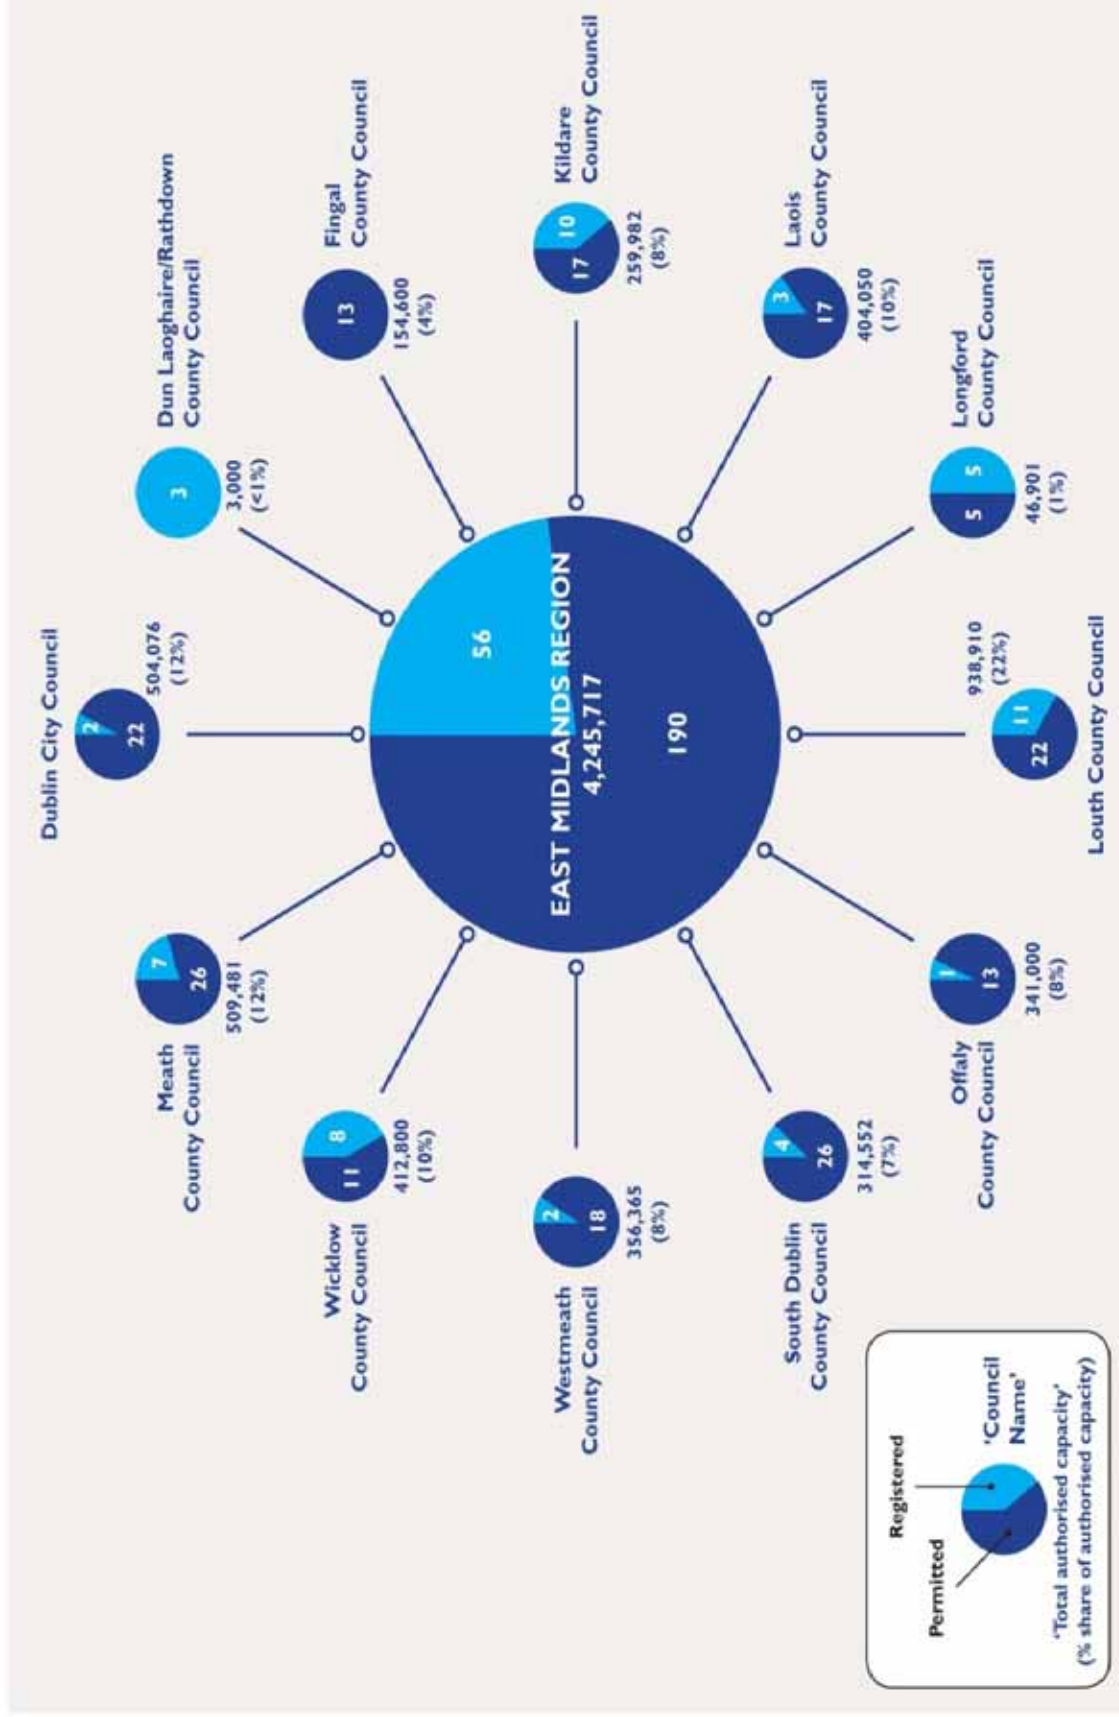 Dublin City Council
2
22
504,076
(12%)
Dun Laoghaire/Rathdown
County Council
3
3,000
(<1%)
Fingal
County Council
13
154,600
(4%)
Kildare
County Council
17
10
259,982
(8%)
Laois
County Council
3
17
404,050
(10%)
Longford
County Council
5
5
46,901
(1%)
938,910
(22%)
11
22
Louth County Council
1
13
341,000
(8%)
Offaly
County Council
4
26
314,552
(7%)
South Dublin
County Council
2
18
356,365
(8%)
Westmeath
County Council
11
8
412,800
(10%)
Wicklow
County Council
7
26
509,481
(12%)
Meath
County Council
56
EAST MIDLANDS REGION
4,245,717
190
Registered
Permitted
‘Council
Name’
‘Total authorised capacity’
(% share of authorised capacity)